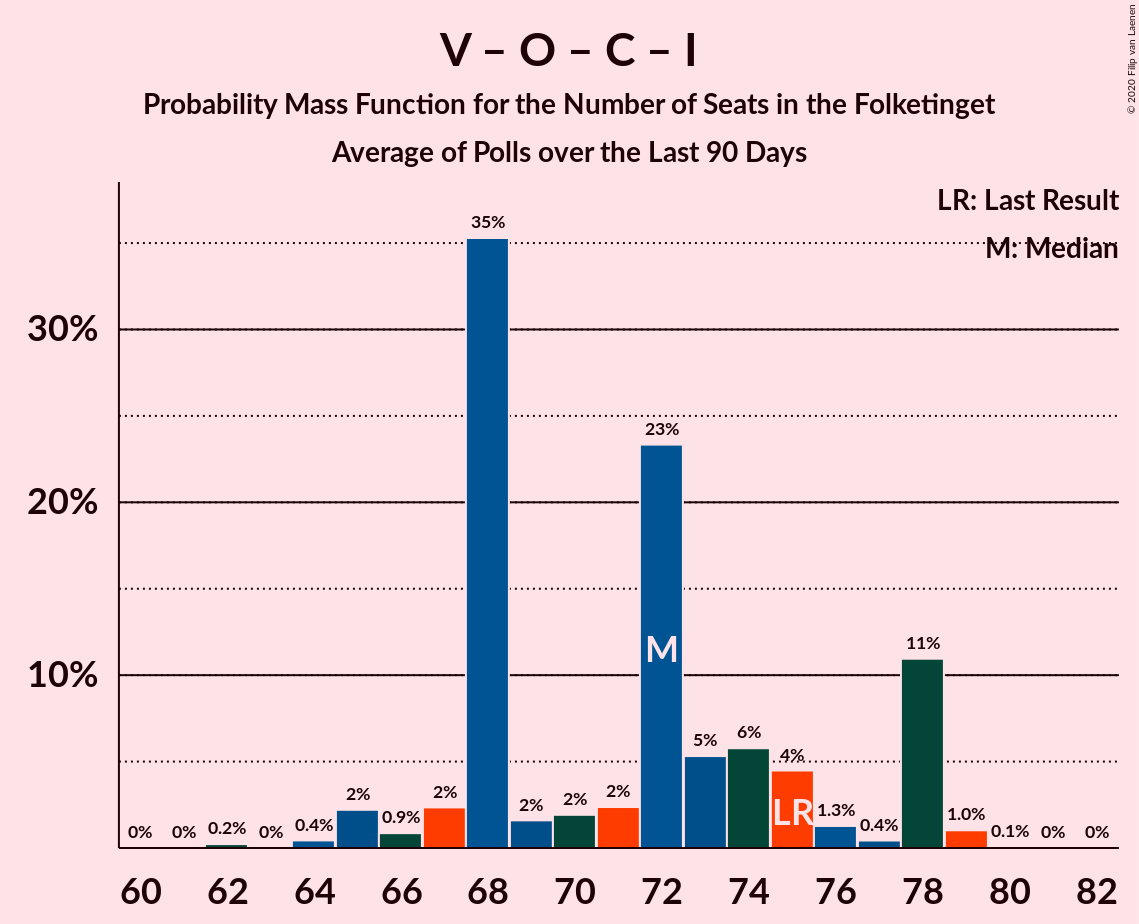 V – O – C – I
Probability Mass Function for the Number of Seats in the Folketinget
Average of Polls over the Last 90 Days
© 2020 Filip van Laenen
LR: Last Result
M: Median
30%
20%
10%
0%
0%
0.2%
0%
0.4%
2%
0.9%
2%
35%
2%
2%
2%
23%
5%
6%
4%
1.3%
0.4%
11%
1.0%
0.1%
0%
0%
M
LR
60 62 64 66 68 70 72 74 76 78 80 82